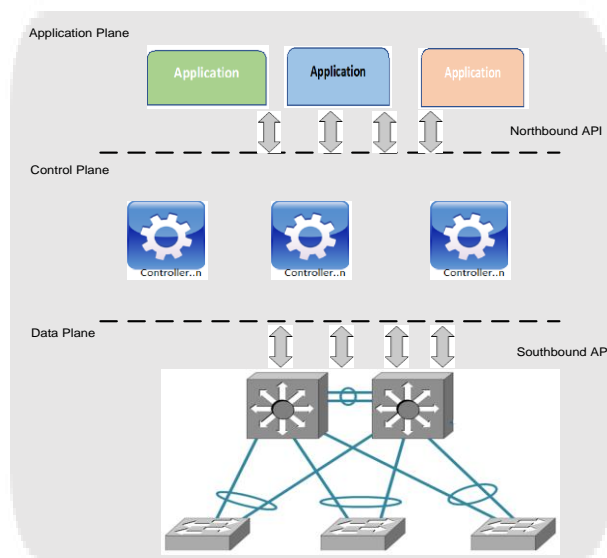 Application Plane
Application
Application
Application
Northbound API
Control Plane
Controller..n
Controller..n
Controller..n
Data Plane
Southbound AP